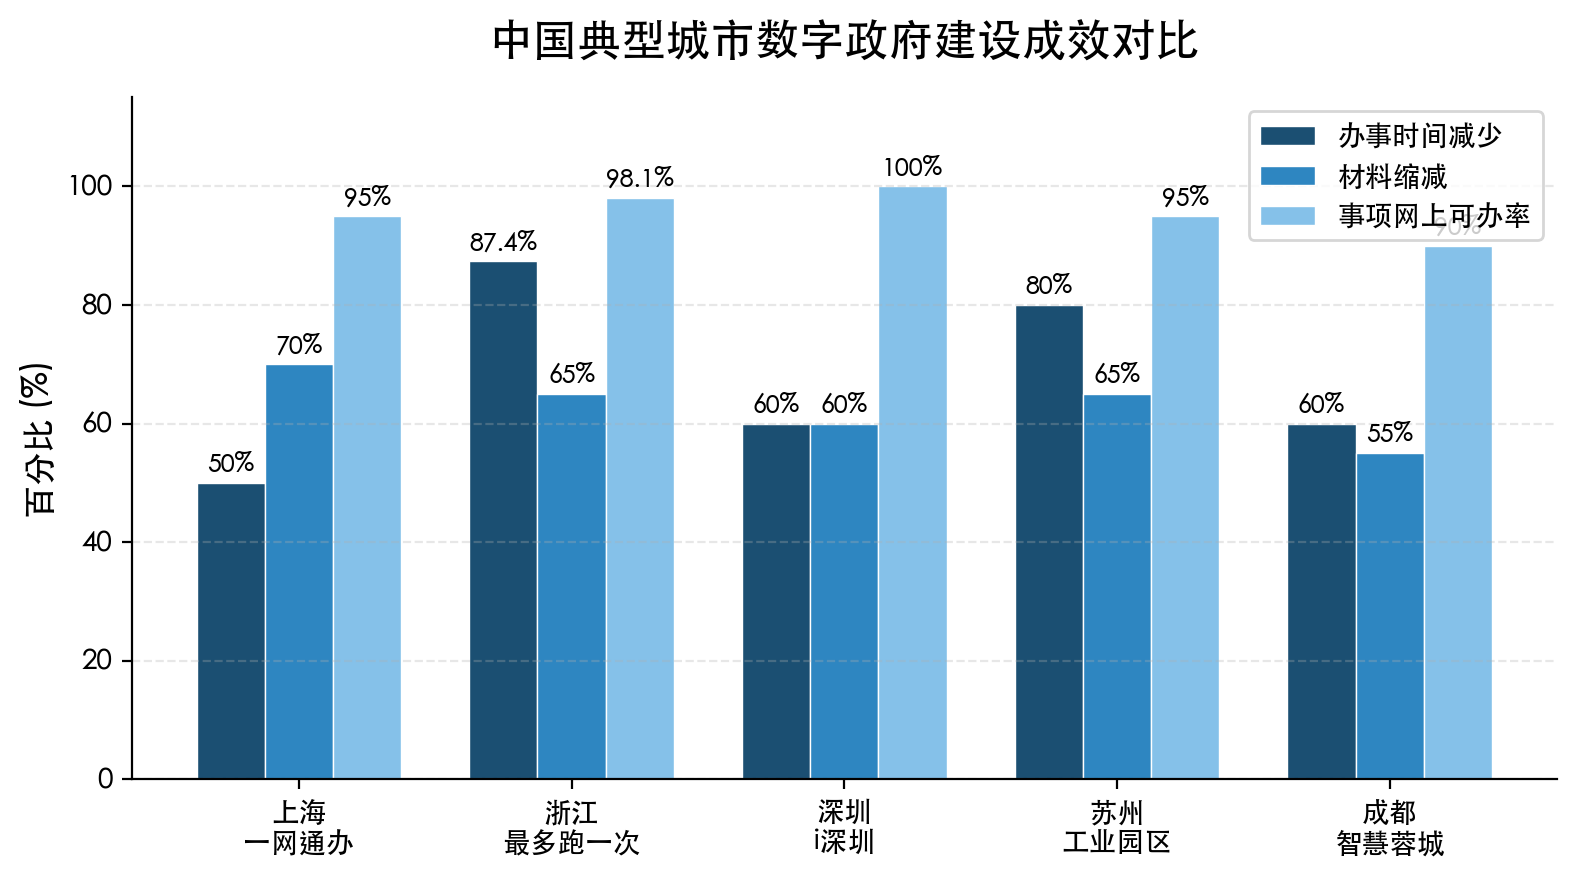 中国典型城市数字政府建设成效对比
百分比 (%)
100
80
60
40
20
0
办事时间减少
材料缩减
事项网上可办率
50%
70%
95%
87.4%
65%
98.1%
60%
60%
100%
80%
65%
95%
60%
55%
90%
上海
一网通办
浙江
最多跑一次
深圳
i深圳
苏州
工业园区
成都
智慧蓉城